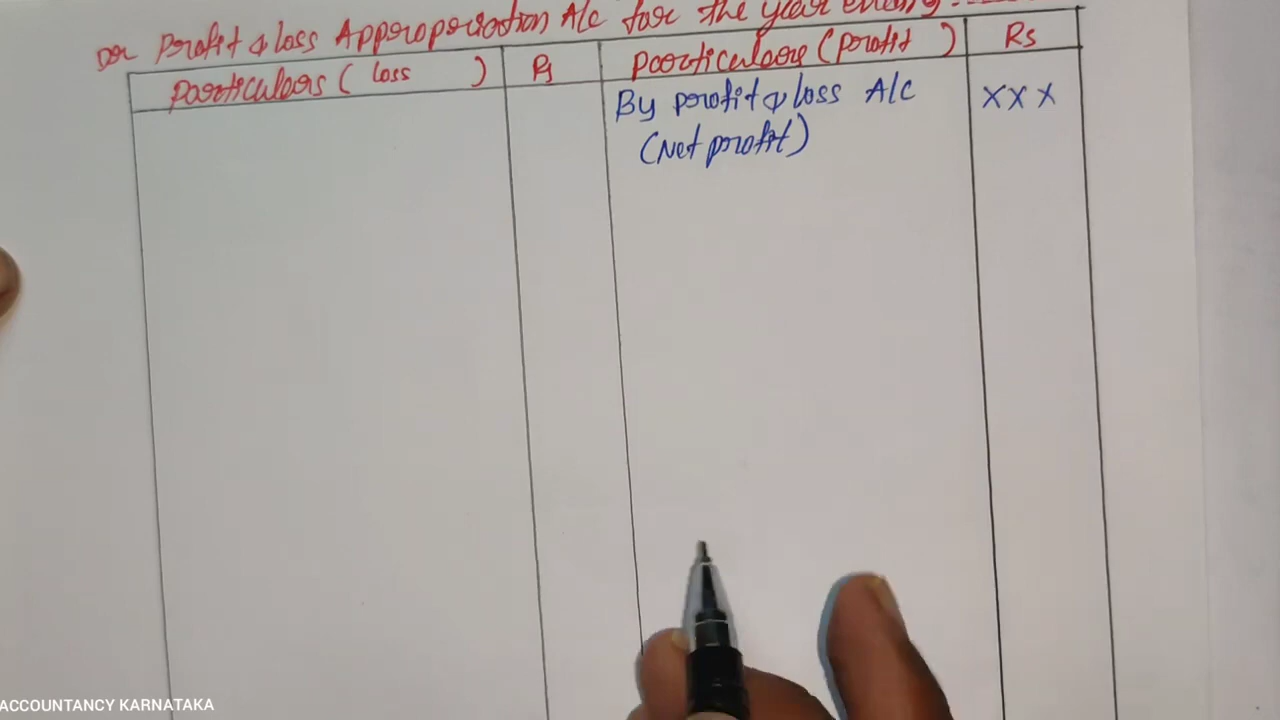 Dr Profit & loss Appropriation A/c for the year ending.......
Particulars ( loss ) Rs Particulars ( profit ) Rs
By profit & loss A/c xxx
(Net profit)
ACCOUNTANCY KARNATAKA